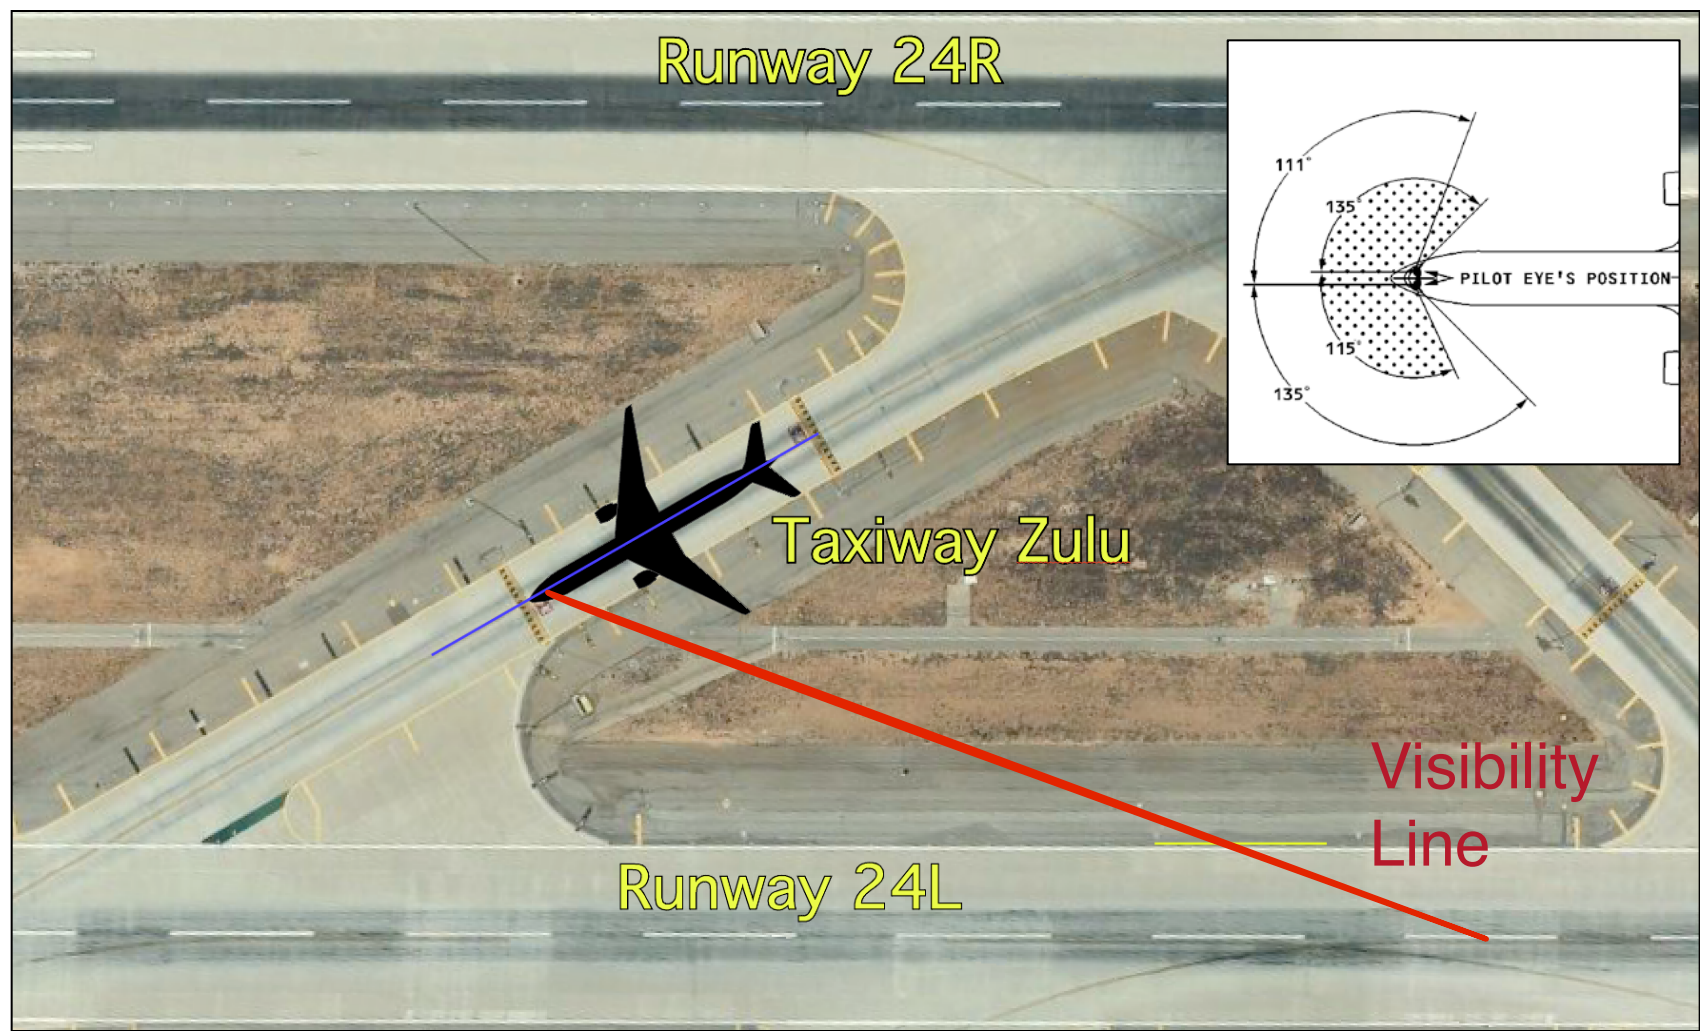 Runway 24R
111°
135°
PILOT EYE'S POSITION
115°
135°
Taxiway Zulu
Visibility
Line
Runway 24L